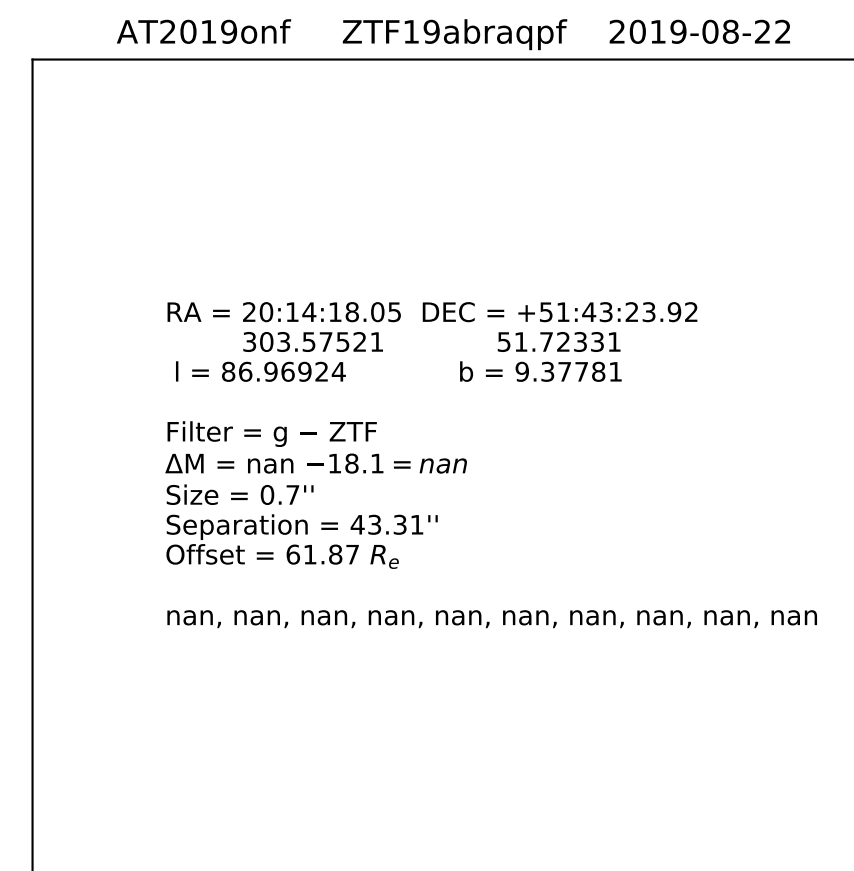 AT2019onf ZTF19abraqpf 2019-08-22
RA = 20:14:18.05 DEC = +51:43:23.92
303.57521 51.72331
l = 86.96924 b = 9.37781
Filter = g − ZTF
ΔM = nan −18.1 = nan
Size = 0.7''
Separation = 43.31''
Offset = 61.87 Rₑ
nan, nan, nan, nan, nan, nan, nan, nan, nan, nan